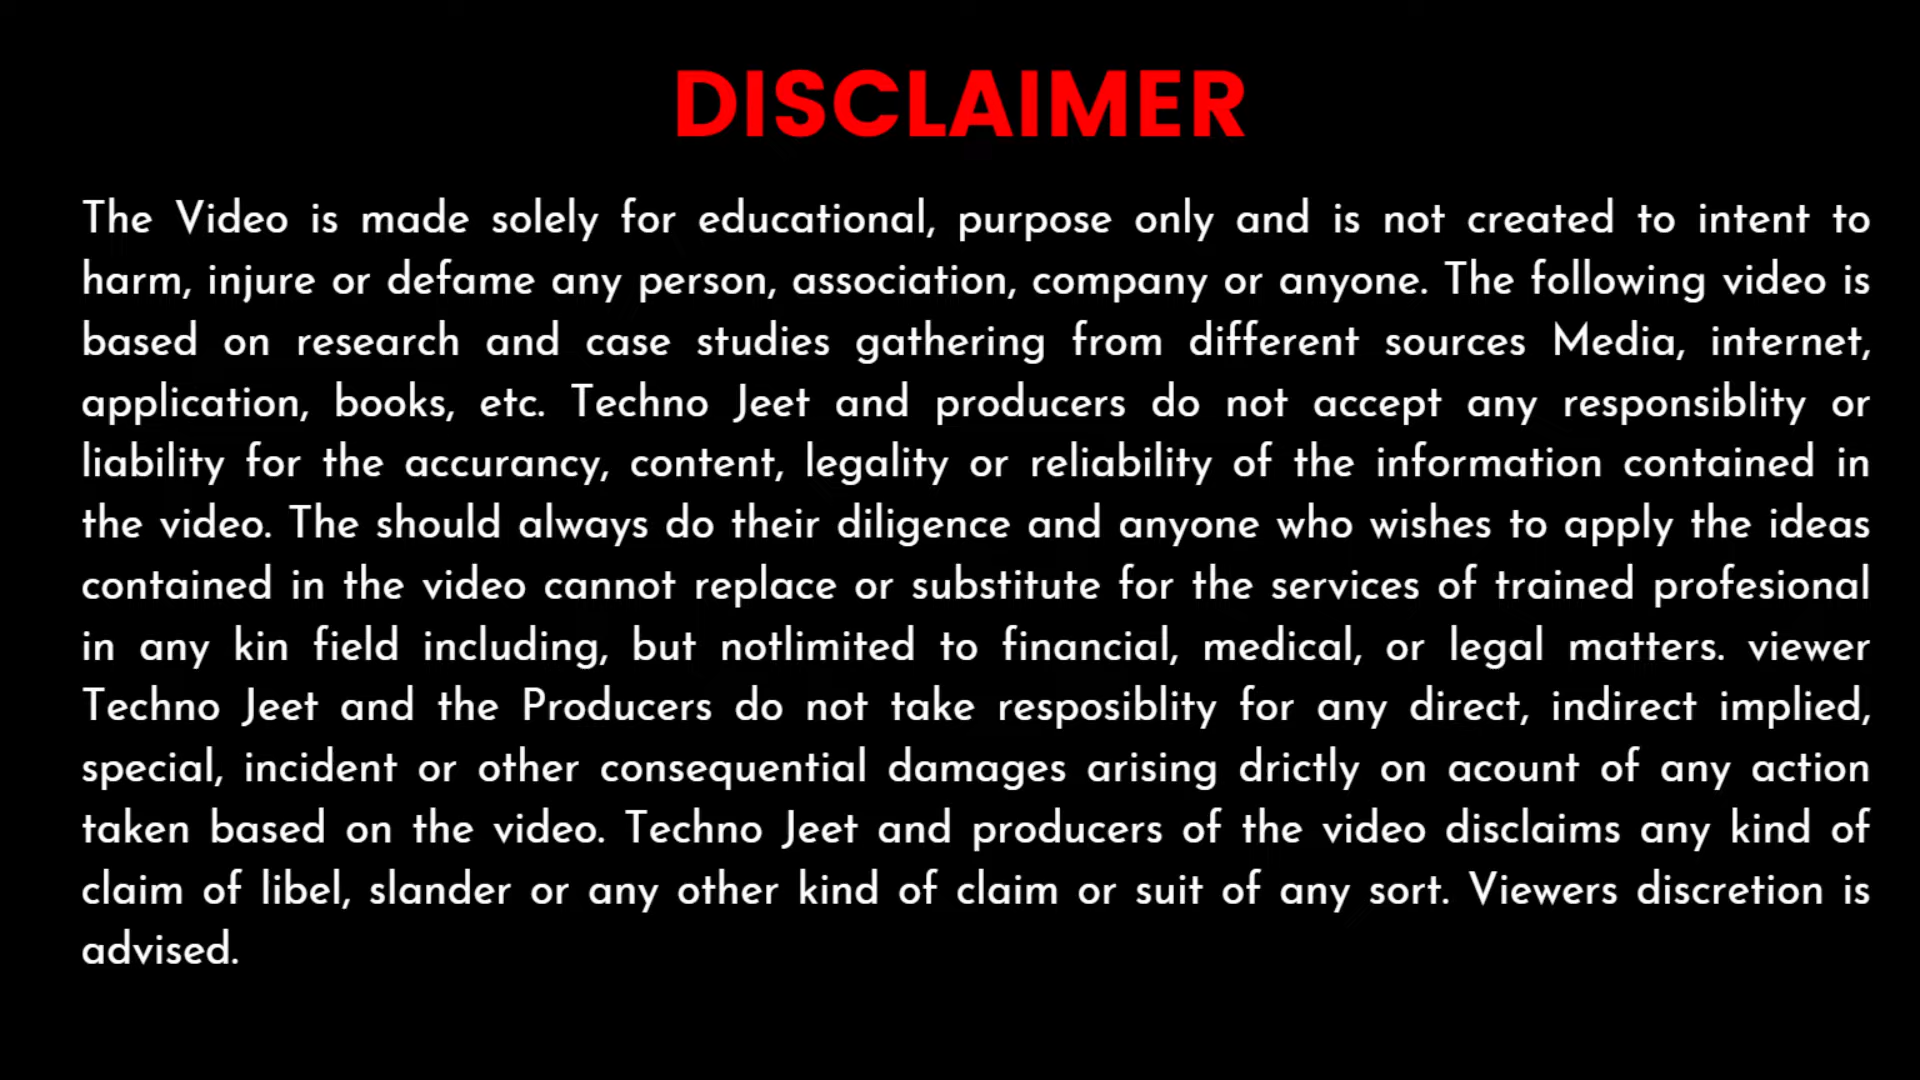 DISCLAIMER
The Video is made solely for educational, purpose only and is not created to intent to
harm, injure or defame any person, association, company or anyone. The following video is
based on research and case studies gathering from different sources Media, internet,
application, books, etc. Techno Jeet and producers do not accept any responsiblity or
liability for the accurancy, content, legality or reliability of the information contained in
the video. The should always do their diligence and anyone who wishes to apply the ideas
contained in the video cannot replace or substitute for the services of trained profesional
in any kin field including, but notlimited to financial, medical, or legal matters. viewer
Techno Jeet and the Producers do not take resposiblity for any direct, indirect implied,
special, incident or other consequential damages arising drictly on acount of any action
taken based on the video. Techno Jeet and producers of the video disclaims any kind of
claim of libel, slander or any other kind of claim or suit of any sort. Viewers discretion is
advised.